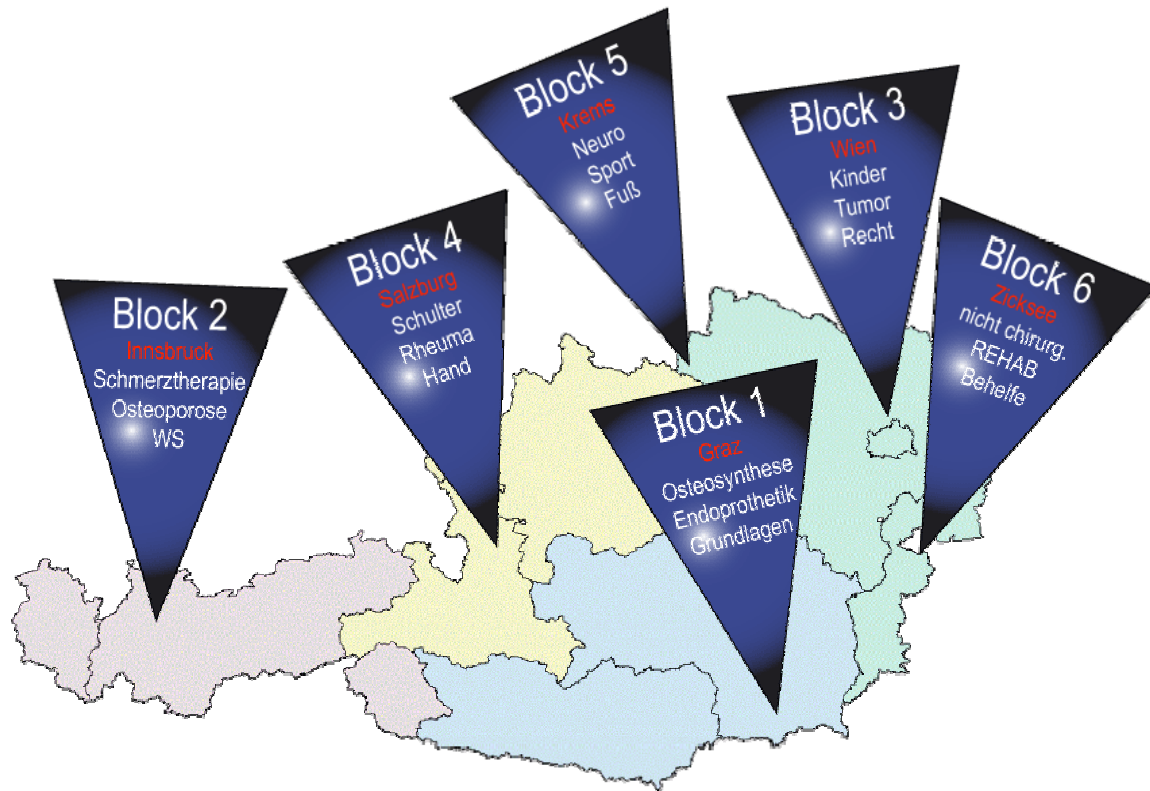 Block 5
Krems
Neuro
Sport
Fuß
Block 3
Wien
Kinder
Tumor
Recht
Block 4
Salzburg
Schulter
Rheuma
Hand
Block 6
Zicksee
nicht chirurg.
REHAB
Behelfe
Block 2
Innsbruck
Schmerztherapie
Osteoporose
WS
Block 1
Graz
Osteosynthese
Endoprothetik
Grundlagen